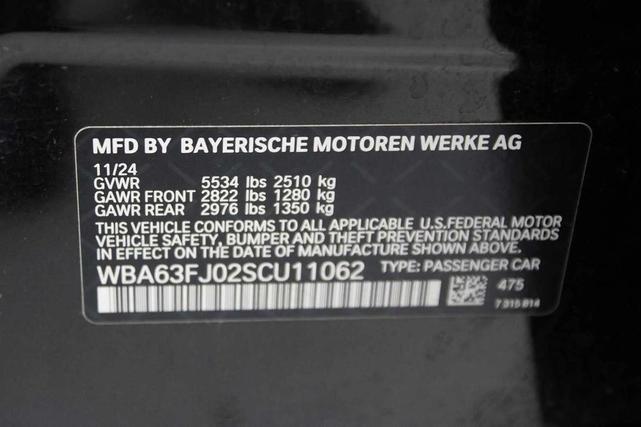 MFD BY BAYERISCHE MOTOREN WERKE AG
11/24
GVWR 5534 lbs 2510 kg
GAWR FRONT 2822 lbs 1280 kg
GAWR REAR 2976 lbs 1350 kg
THIS VEHICLE CONFORMS TO ALL APPLICABLE U.S.FEDERAL MOTOR
VEHICLE SAFETY, BUMPER AND THEFT PREVENTION STANDARDS
IN EFFECT ON THE DATE OF MANUFACTURE SHOWN ABOVE.
WBA63FJ02SCU11062 TYPE: PASSENGER CAR
475
7 315 814